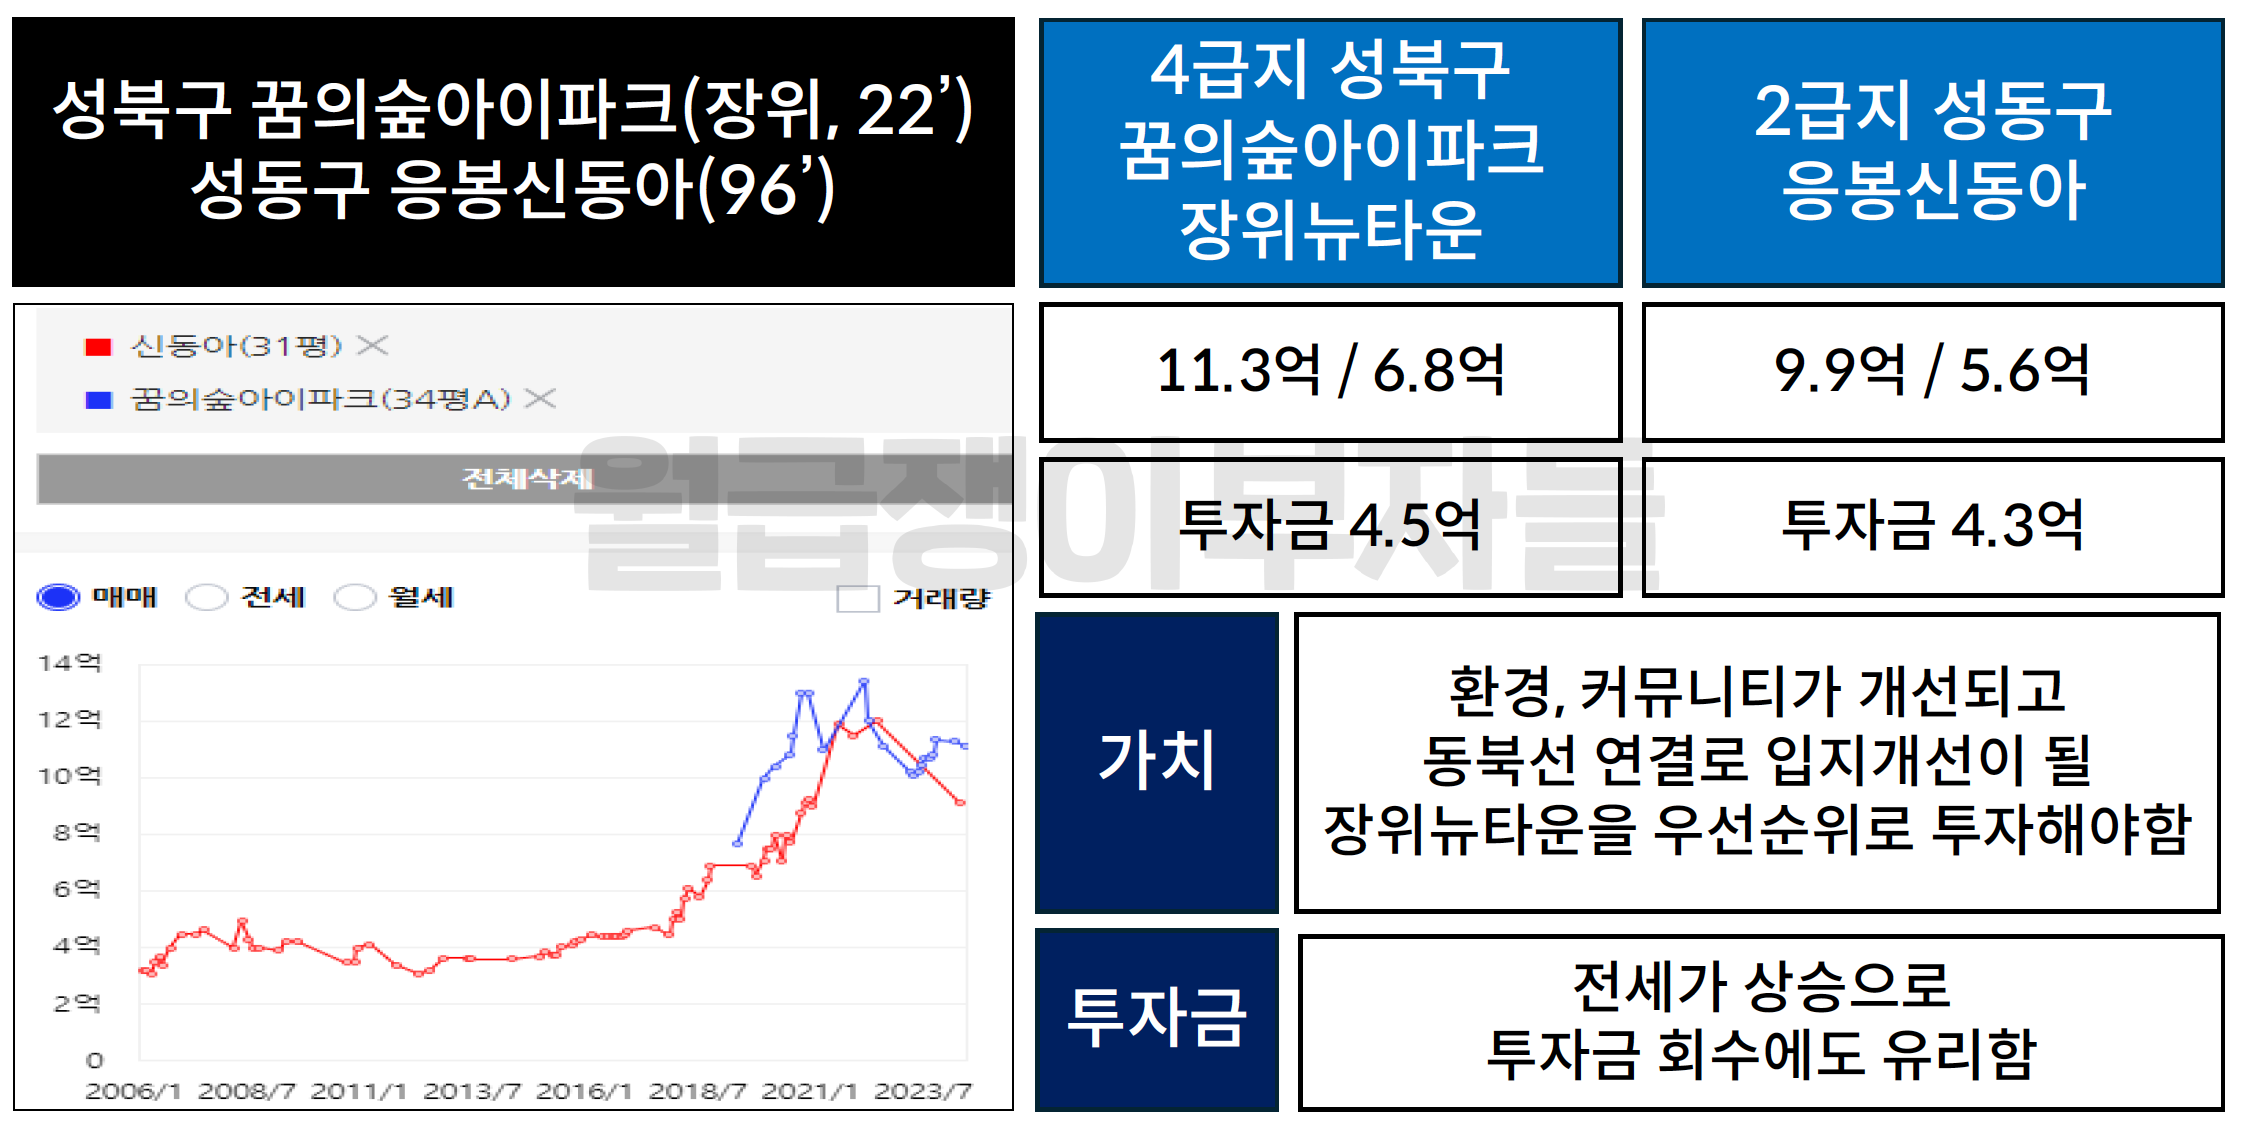 성북구 꿈의숲아이파크(장위, 22’)
성동구 응봉신동아(96’)
4급지 성북구
꿈의숲아이파크
장위뉴타운
2급지 성동구
응봉신동아
신동아(31평) ×
꿈의숲아이파크(34평A) ×
전체삭제
매매 전세 월세 거래량
14억
12억
10억
8억
6억
4억
2억
0
2006/1 2008/7 2011/1 2013/7 2016/1 2018/7 2021/1 2023/7
11.3억 / 6.8억
9.9억 / 5.6억
월급쟁이부자들
투자금 4.5억
투자금 4.3억
가치
환경, 커뮤니티가 개선되고
동북선 연결로 입지개선이 될
장위뉴타운을 우선순위로 투자해야함
투자금
전세가 상승으로
투자금 회수에도 유리함